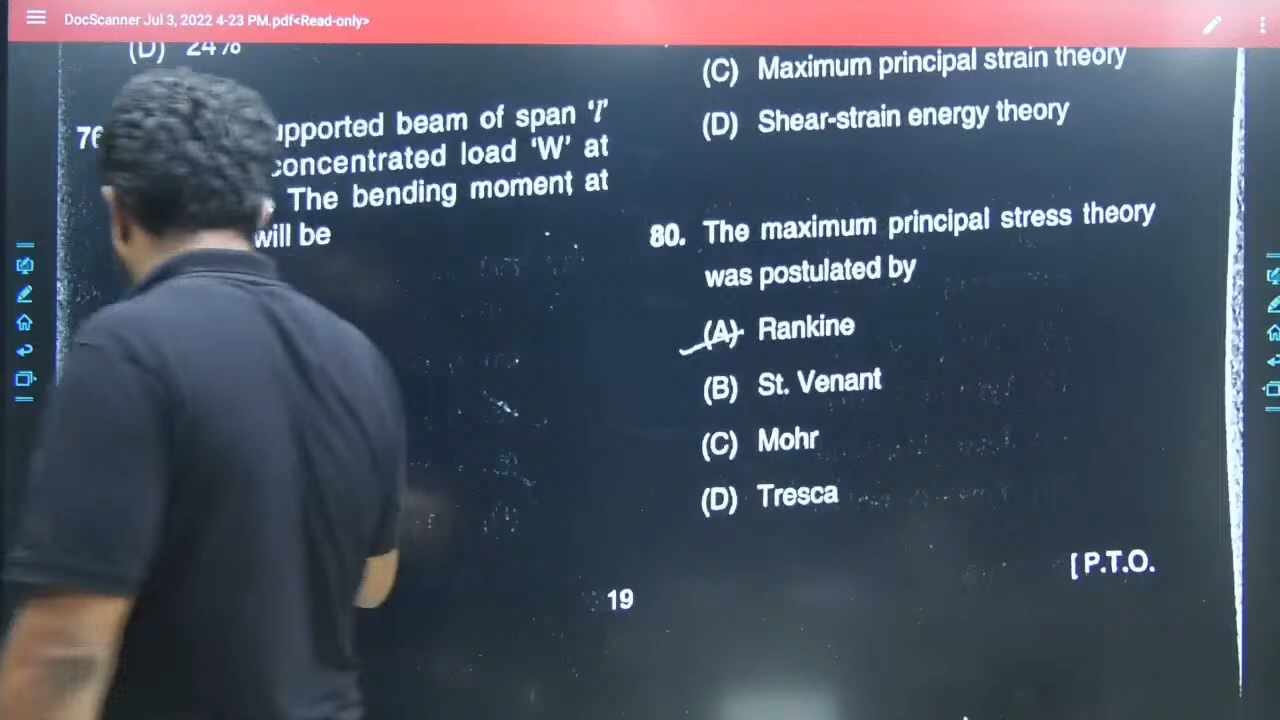 DocScanner Jul 3, 2022 4-23 PM.pdf<Read-only>
(D) 24%
upported beam of span 'l'
concentrated load 'W' at
The bending moment at
will be
(C) Maximum principal strain theory
(D) Shear-strain energy theory
80. The maximum principal stress theory
was postulated by
(A) Rankine
(B) St. Venant
(C) Mohr
(D) Tresca
[P.T.O.
19